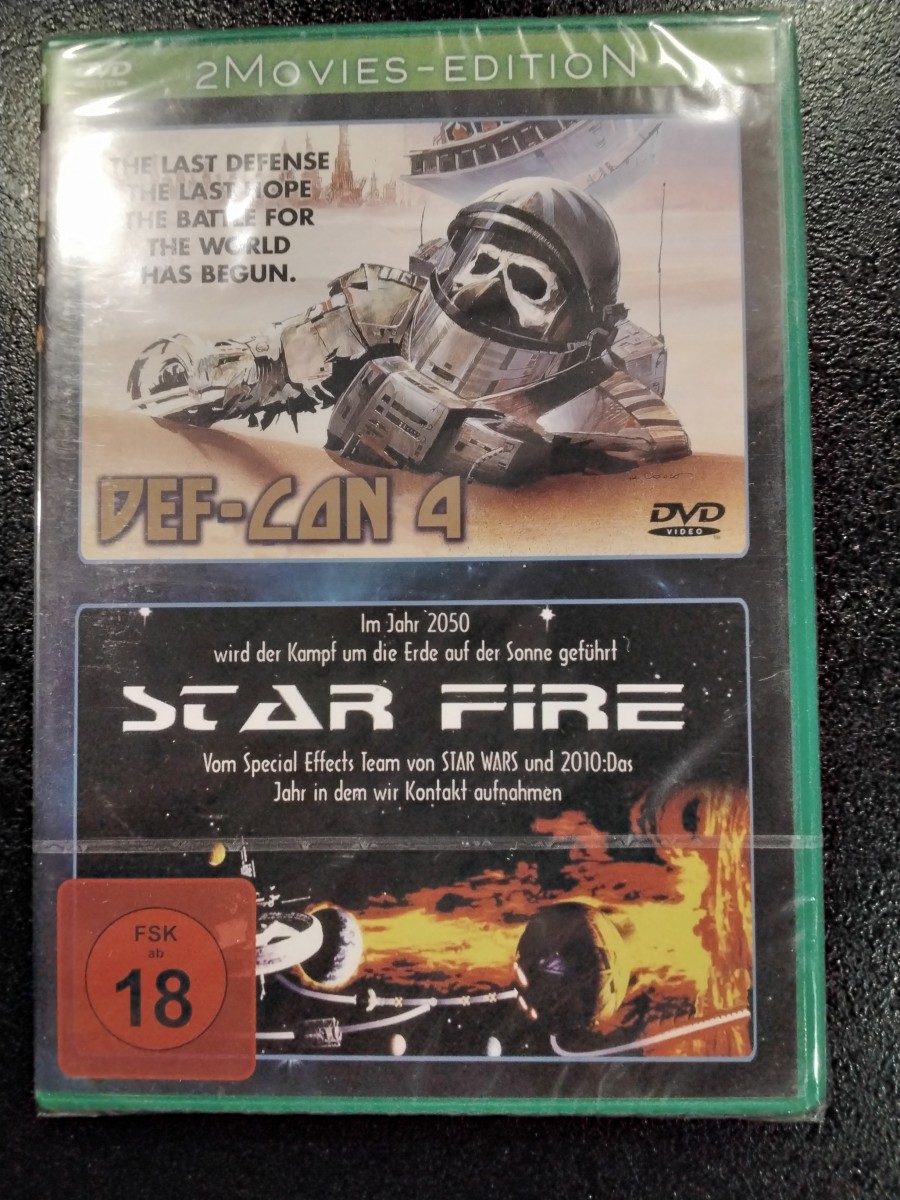 DVD
2MOVIES-EDITION
THE LAST DEFENSE
THE LAST HOPE
THE BATTLE FOR
THE WORLD
HAS BEGUN.
DEF-CON 4
DVD
VIDEO
Im Jahr 2050
wird der Kampf um die Erde auf der Sonne geführt
STAR FIRE
Vom Special Effects Team von STAR WARS und 2010:Das
Jahr in dem wir Kontakt aufnahmen
FSK
ab
18